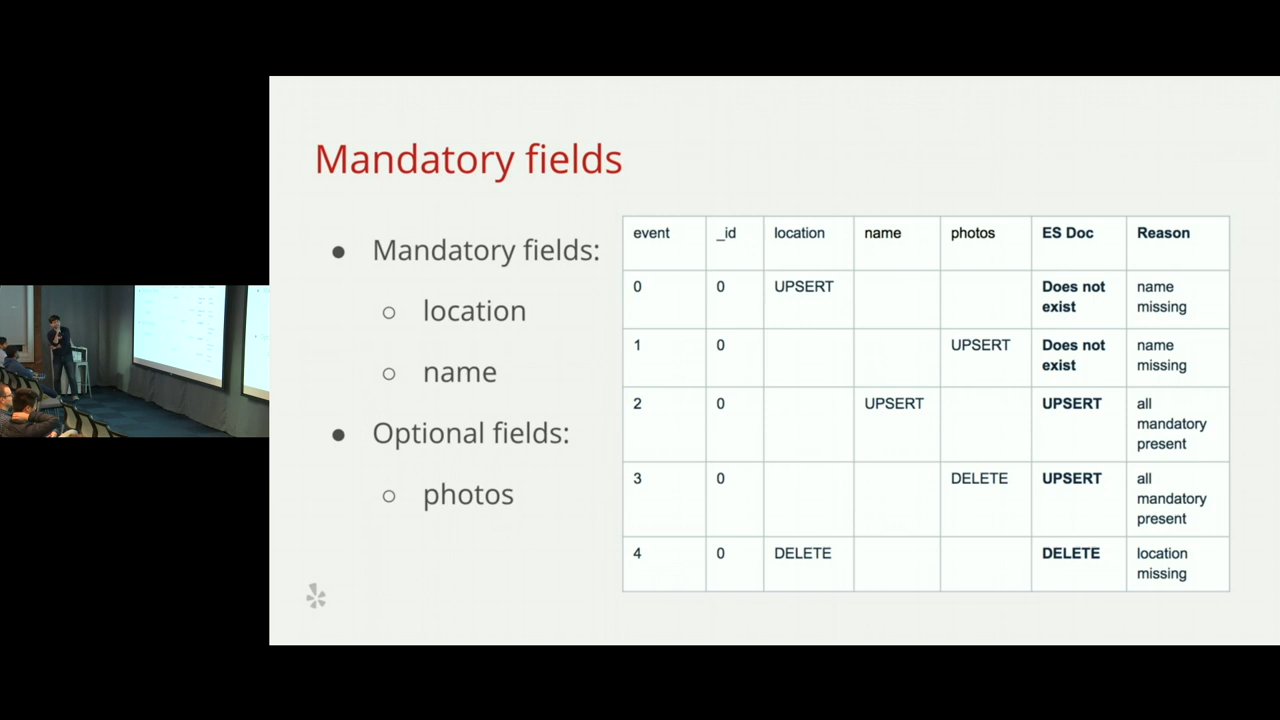 Mandatory fields
● Mandatory fields:
○ location
○ name
● Optional fields:
○ photos
event _id location name photos ES Doc Reason
0 0 UPSERT Does not exist name missing
1 0 UPSERT Does not exist name missing
2 0 UPSERT UPSERT all mandatory present
3 0 DELETE UPSERT all mandatory present
4 0 DELETE DELETE location missing